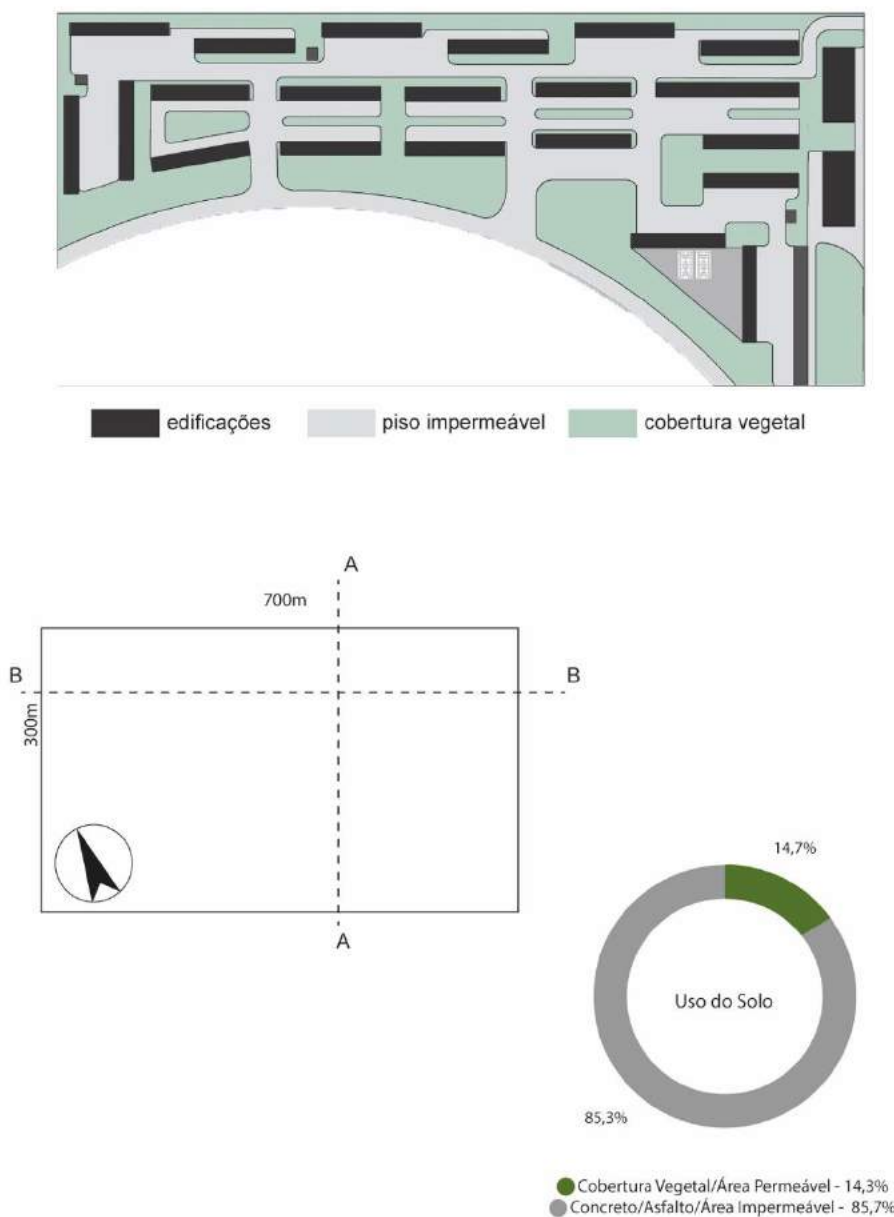 edificações piso impermeável cobertura vegetal
A
700m
B B
300m
A
14,7%
Uso do Solo
85,3%
Cobertura Vegetal/Área Permeável - 14,3%
Concreto/Asfalto/Área Impermeável - 85,7%